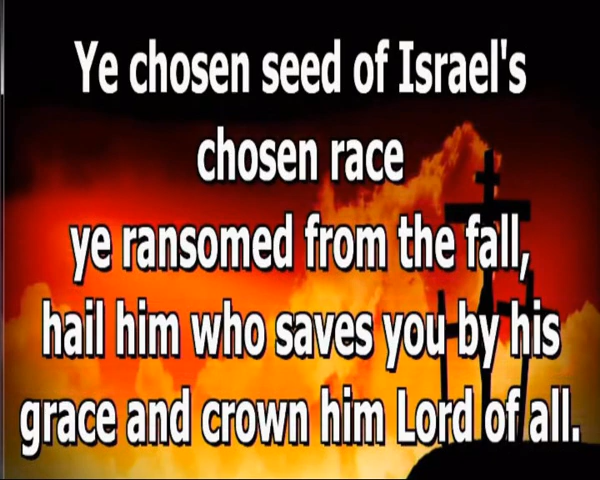 Ye chosen seed of Israel's
chosen race
ye ransomed from the fall,
hail him who saves you by his
grace and crown him Lord of all.